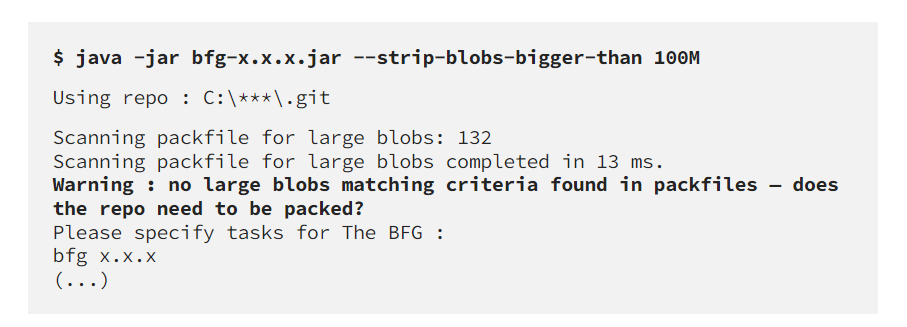 $ java -jar bfg-x.x.x.jar --strip-blobs-bigger-than 100M
Using repo : C:\***\.git
Scanning packfile for large blobs: 132
Scanning packfile for large blobs completed in 13 ms.
Warning : no large blobs matching criteria found in packfiles – does
the repo need to be packed?
Please specify tasks for The BFG :
bfg x.x.x
(...)